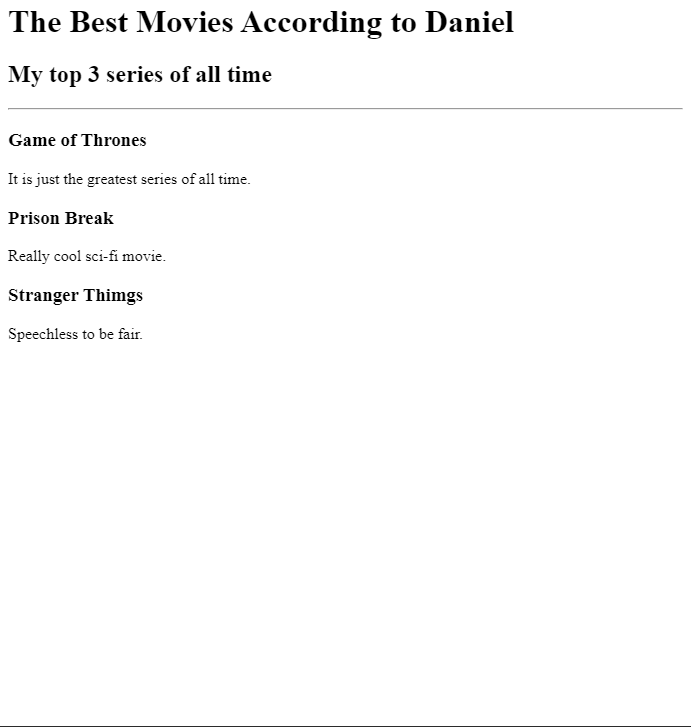 The Best Movies According to Daniel
My top 3 series of all time
Game of Thrones
It is just the greatest series of all time.
Prison Break
Really cool sci-fi movie.
Stranger Thimgs
Speechless to be fair.